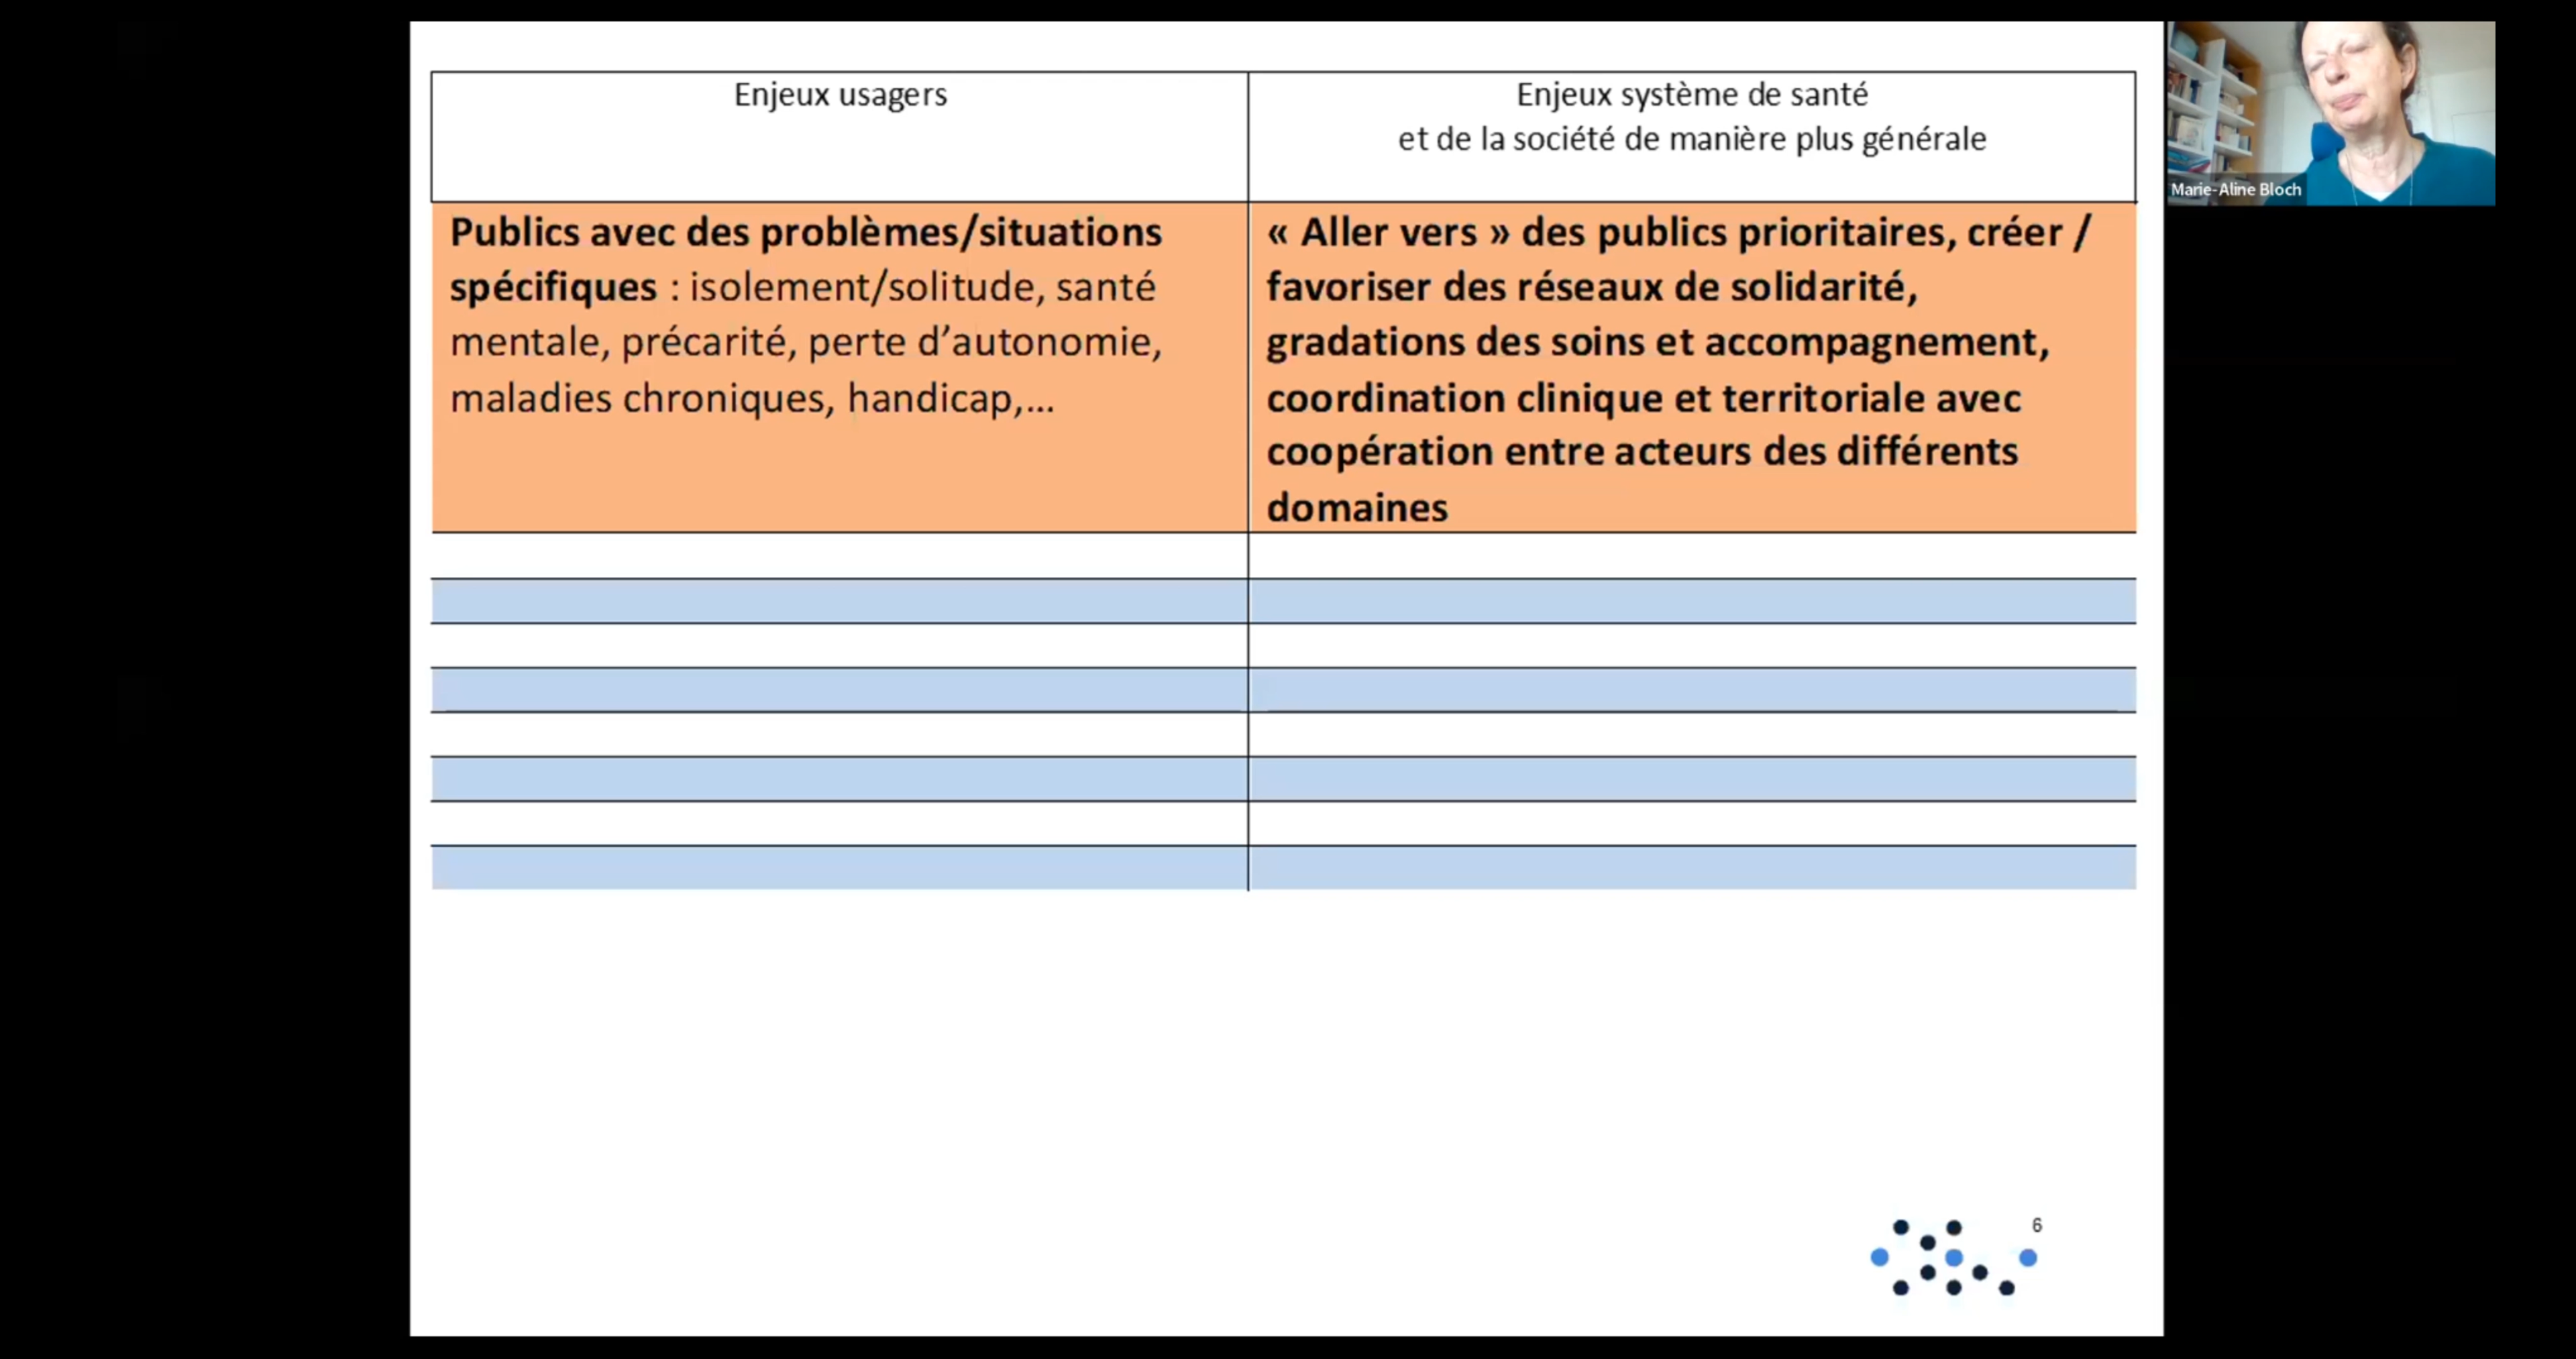 Enjeux usagers
Enjeux système de santé
et de la société de manière plus générale
Publics avec des problèmes/situations
spécifiques : isolement/solitude, santé
mentale, précarité, perte d’autonomie,
maladies chroniques, handicap,...
« Aller vers » des publics prioritaires, créer /
favoriser des réseaux de solidarité,
gradations des soins et accompagnement,
coordination clinique et territoriale avec
coopération entre acteurs des différents
domaines
Marie-Aline Bloch
6